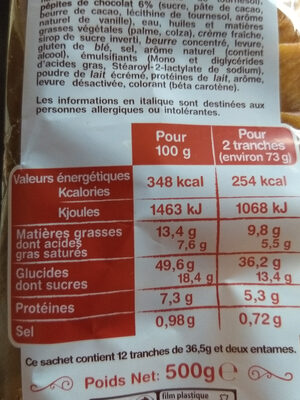 pépites de chocolat 6% (sucre, pâte de cacao,
beurre de cacao, lécithine de tournesol, arôme
naturel de vanille), eau, huiles et matières
grasses végétales (palme, colza), crème fraîche,
sirop de sucre inverti, beurre concentré, levure,
gluten de blé, sel, arôme naturel (contient
alcool), émulsifiants (Mono et diglycérides
d'acides gras, Stéaroyl-2-lactylate de sodium),
poudre de lait écrémé, protéines de lait, arôme,
levure désactivée, colorant (béta carotène).
Les informations en italique sont destinées aux
personnes allergiques ou intolérantes.
Pour 100 g
Pour 2 tranches (environ 73 g)
Valeurs énergétiques
Kcalories 348 kcal 254 kcal
Kjoules 1463 kJ 1068 kJ
Matières grasses 13,4 g 9,8 g
dont acides gras saturés 7,6 g 5,5 g
Glucides 49,6 g 36,2 g
dont sucres 18,4 g 13,4 g
Protéines 7,3 g 5,3 g
Sel 0,98 g 0,72 g
Ce sachet contient 12 tranches de 36,5g et deux entames.
Poids Net: 500g e
film plastique